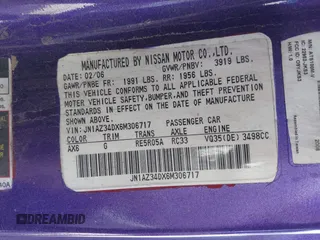 MANUFACTURED BY NISSAN MOTOR CO.,LTD.
DATE: 02/06 GVWR/PNBV: 3919 LBS.
GAWR/PNBE FR: 1991 LBS. RR: 1956 LBS.
THIS VEHICLE CONFORMS TO ALL APPLICABLE FEDERAL
MOTOR VEHICLE SAFETY, BUMPER, AND THEFT PREVENTION
STANDARDS IN EFFECT ON THE DATE OF MANUFACTURE
SHOWN ABOVE.
VIN: JN1AZ34DX6M306717 PASSENGER CAR
COLOR TRIM TRANS AXLE ENGINE CC
AX6 G RE5R05A RC33 VQ35(DE) 3498CC
JN1AZ34DX6M306717
DREAMBID